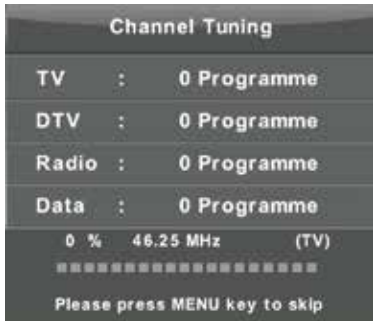 Channel Tuning
TV : 0 Programme
DTV : 0 Programme
Radio : 0 Programme
Data : 0 Programme
0 % 46.25 MHz (TV)
Please press MENU key to skip